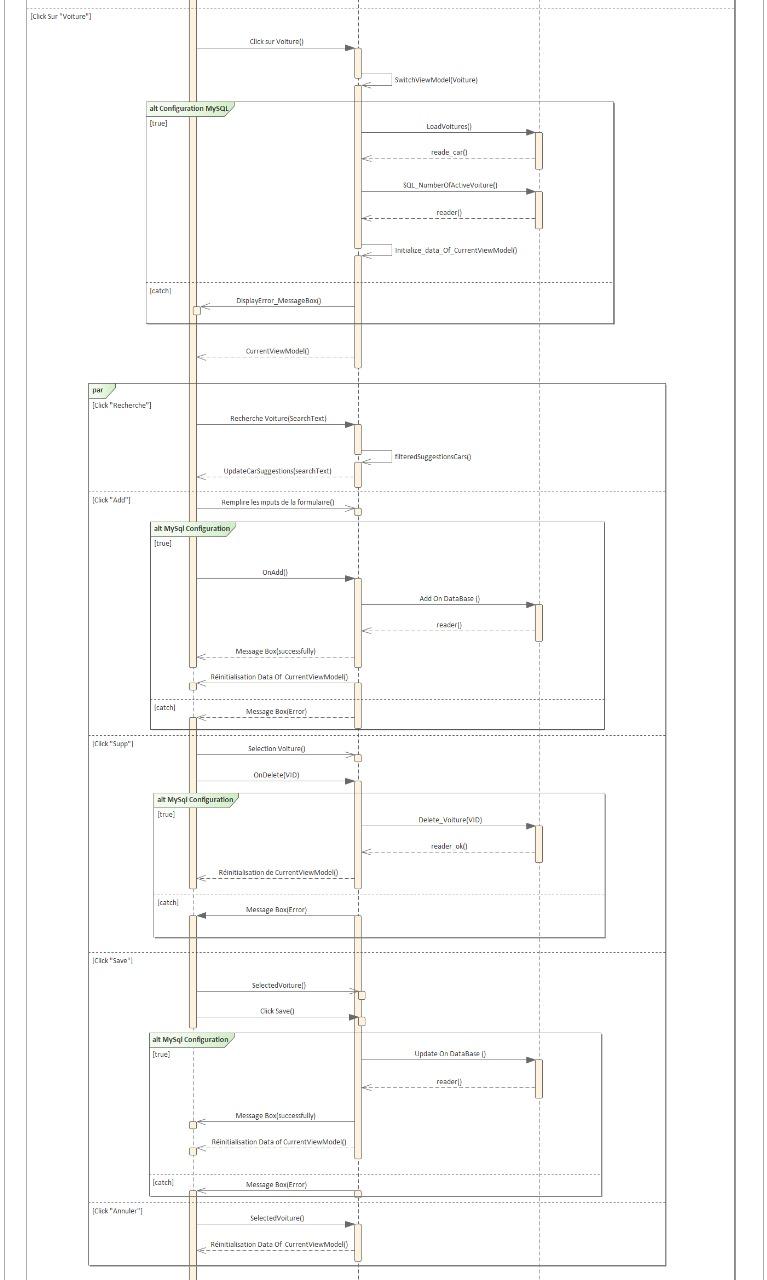 [Click Sur "Voiture"]
Click sur Voiture()
SwitchViewModel(Voiture)
alt Configuration MySQL
[true]
LoadVoitures()
reade_car()
SQL_NumberOfActiveVoiture()
reader()
Initialize_data_Of_CurrentViewModel()
[catch]
DisplayError_MessageBox()
CurrentViewModel()
par
[Click "Recherche"]
Recherche Voiture(SearchText)
filteredSuggestionsCars()
UpdateCarSuggestions(searchText)
[Click "Add"]
Remplire les inputs de la formulaire()
alt MySql Configuration
[true]
OnAdd()
Add On DataBase ()
reader()
Message Box(successfully)
Réinitialisation Data Of CurrentViewModel()
[catch]
Message Box(Error)
[Click "Supp"]
Selection Voiture()
OnDelete(VID)
alt MySql Configuration
[true]
Delete_Voiture(VID)
reader_ok()
Réinitialisation de CurrentViewModel()
[catch]
Message Box(Error)
[Click "Save"]
SelectedVoiture()
Click Save()
alt MySql Configuration
[true]
Update On DataBase ()
reader()
Message Box(successfully)
Réinitialisation Data of CurrentViewModel()
[catch]
Message Box(Error)
[Click "Annuler"]
SelectedVoiture()
Réinitialisation Data Of CurrentViewModel()